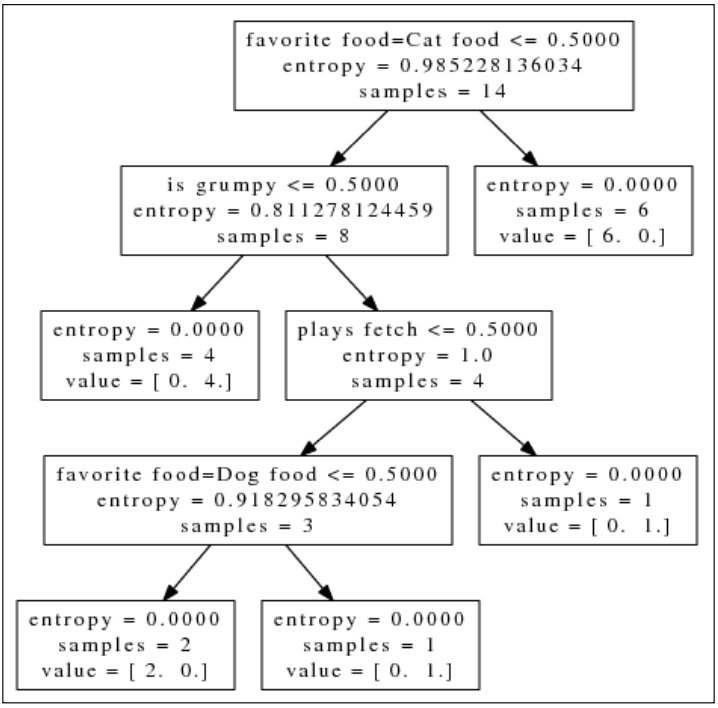 favorite food=Cat food <= 0.5000
entropy = 0.985228136034
samples = 14
is grumpy <= 0.5000
entropy = 0.811278124459
samples = 8
entropy = 0.0000
samples = 6
value = [ 6. 0.]
entropy = 0.0000
samples = 4
value = [ 0. 4.]
plays fetch <= 0.5000
entropy = 1.0
samples = 4
favorite food=Dog food <= 0.5000
entropy = 0.918295834054
samples = 3
entropy = 0.0000
samples = 1
value = [ 0. 1.]
entropy = 0.0000
samples = 2
value = [ 2. 0.]
entropy = 0.0000
samples = 1
value = [ 0. 1.]